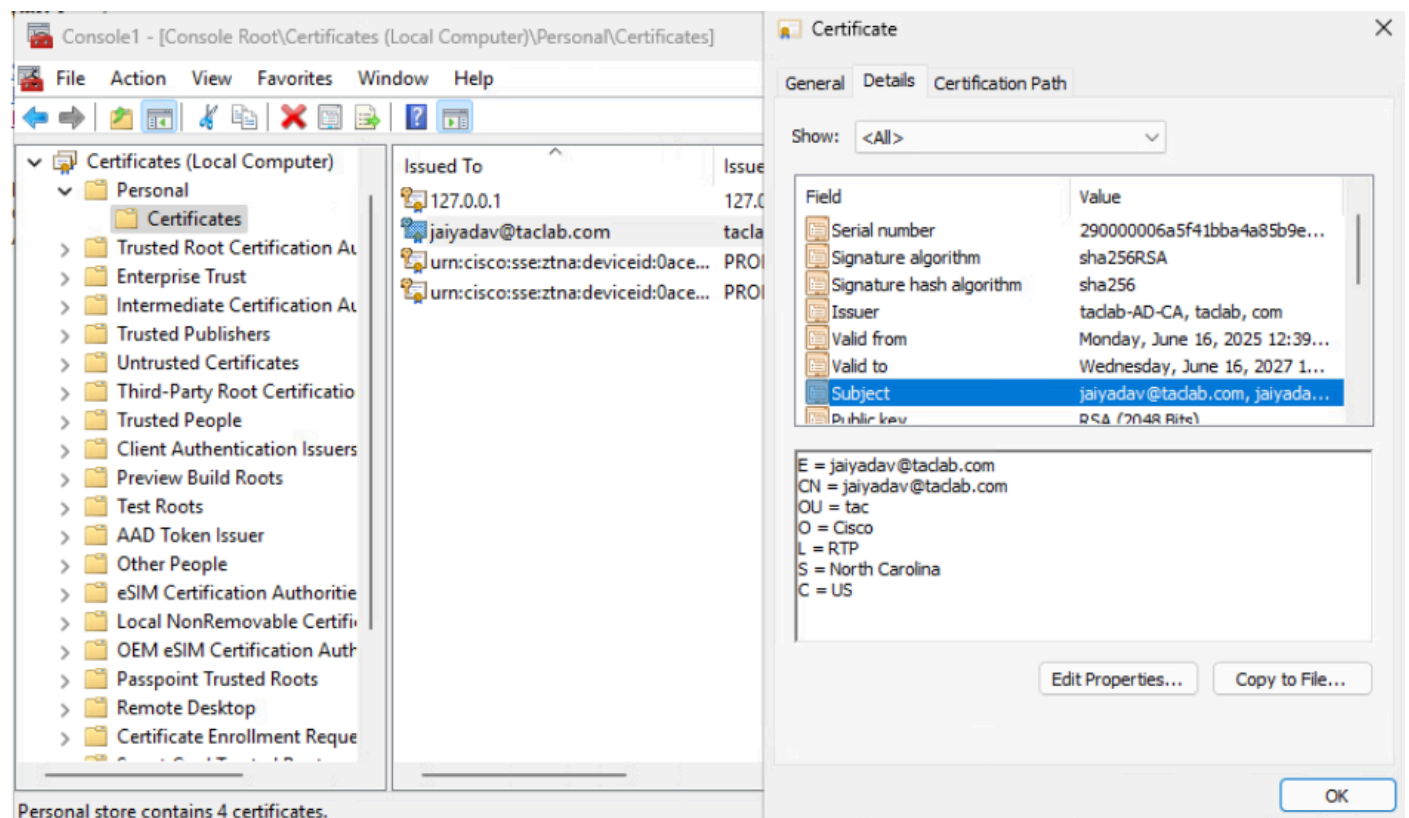 Console1 - [Console Root\Certificates (Local Computer)\Personal\Certificates]
File Action View Favorites Window Help
Certificates (Local Computer)
Personal
Certificates
Trusted Root Certification Au
Enterprise Trust
Intermediate Certification Au
Trusted Publishers
Untrusted Certificates
Third-Party Root Certificatio
Trusted People
Client Authentication Issuers
Preview Build Roots
Test Roots
AAD Token Issuer
Other People
eSIM Certification Authoritie
Local NonRemovable Certifi
OEM eSIM Certification Auth
Passpoint Trusted Roots
Remote Desktop
Certificate Enrollment Reque
Issued To Issue
127.0.0.1 127.0
jaiyadav@taclab.com tacla
urn:cisco:sse:ztna:deviceid:0ace... PRO
urn:cisco:sse:ztna:deviceid:0ace... PRO
Personal store contains 4 certificates.
Certificate
General Details Certification Path
Show: <All>
Field Value
Serial number 290000006a5f41bba4a85b9e...
Signature algorithm sha256RSA
Signature hash algorithm sha256
Issuer taclab-AD-CA, taclab, com
Valid from Monday, June 16, 2025 12:39...
Valid to Wednesday, June 16, 2027 1...
Subject jaiyadav@taclab.com, jaiyada...
Public key RSA (2048 Bits)
E = jaiyadav@taclab.com
CN = jaiyadav@taclab.com
OU = tac
O = Cisco
L = RTP
S = North Carolina
C = US
Edit Properties... Copy to File...
OK